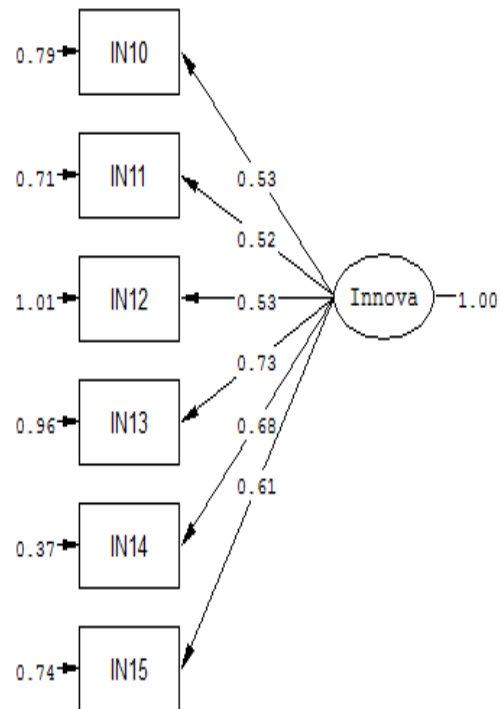 0.79 IN10
0.71 IN11
1.01 IN12
0.96 IN13
0.37 IN14
0.74 IN15
0.53
0.52
0.53
0.73
0.68
0.61
Innova 1.00